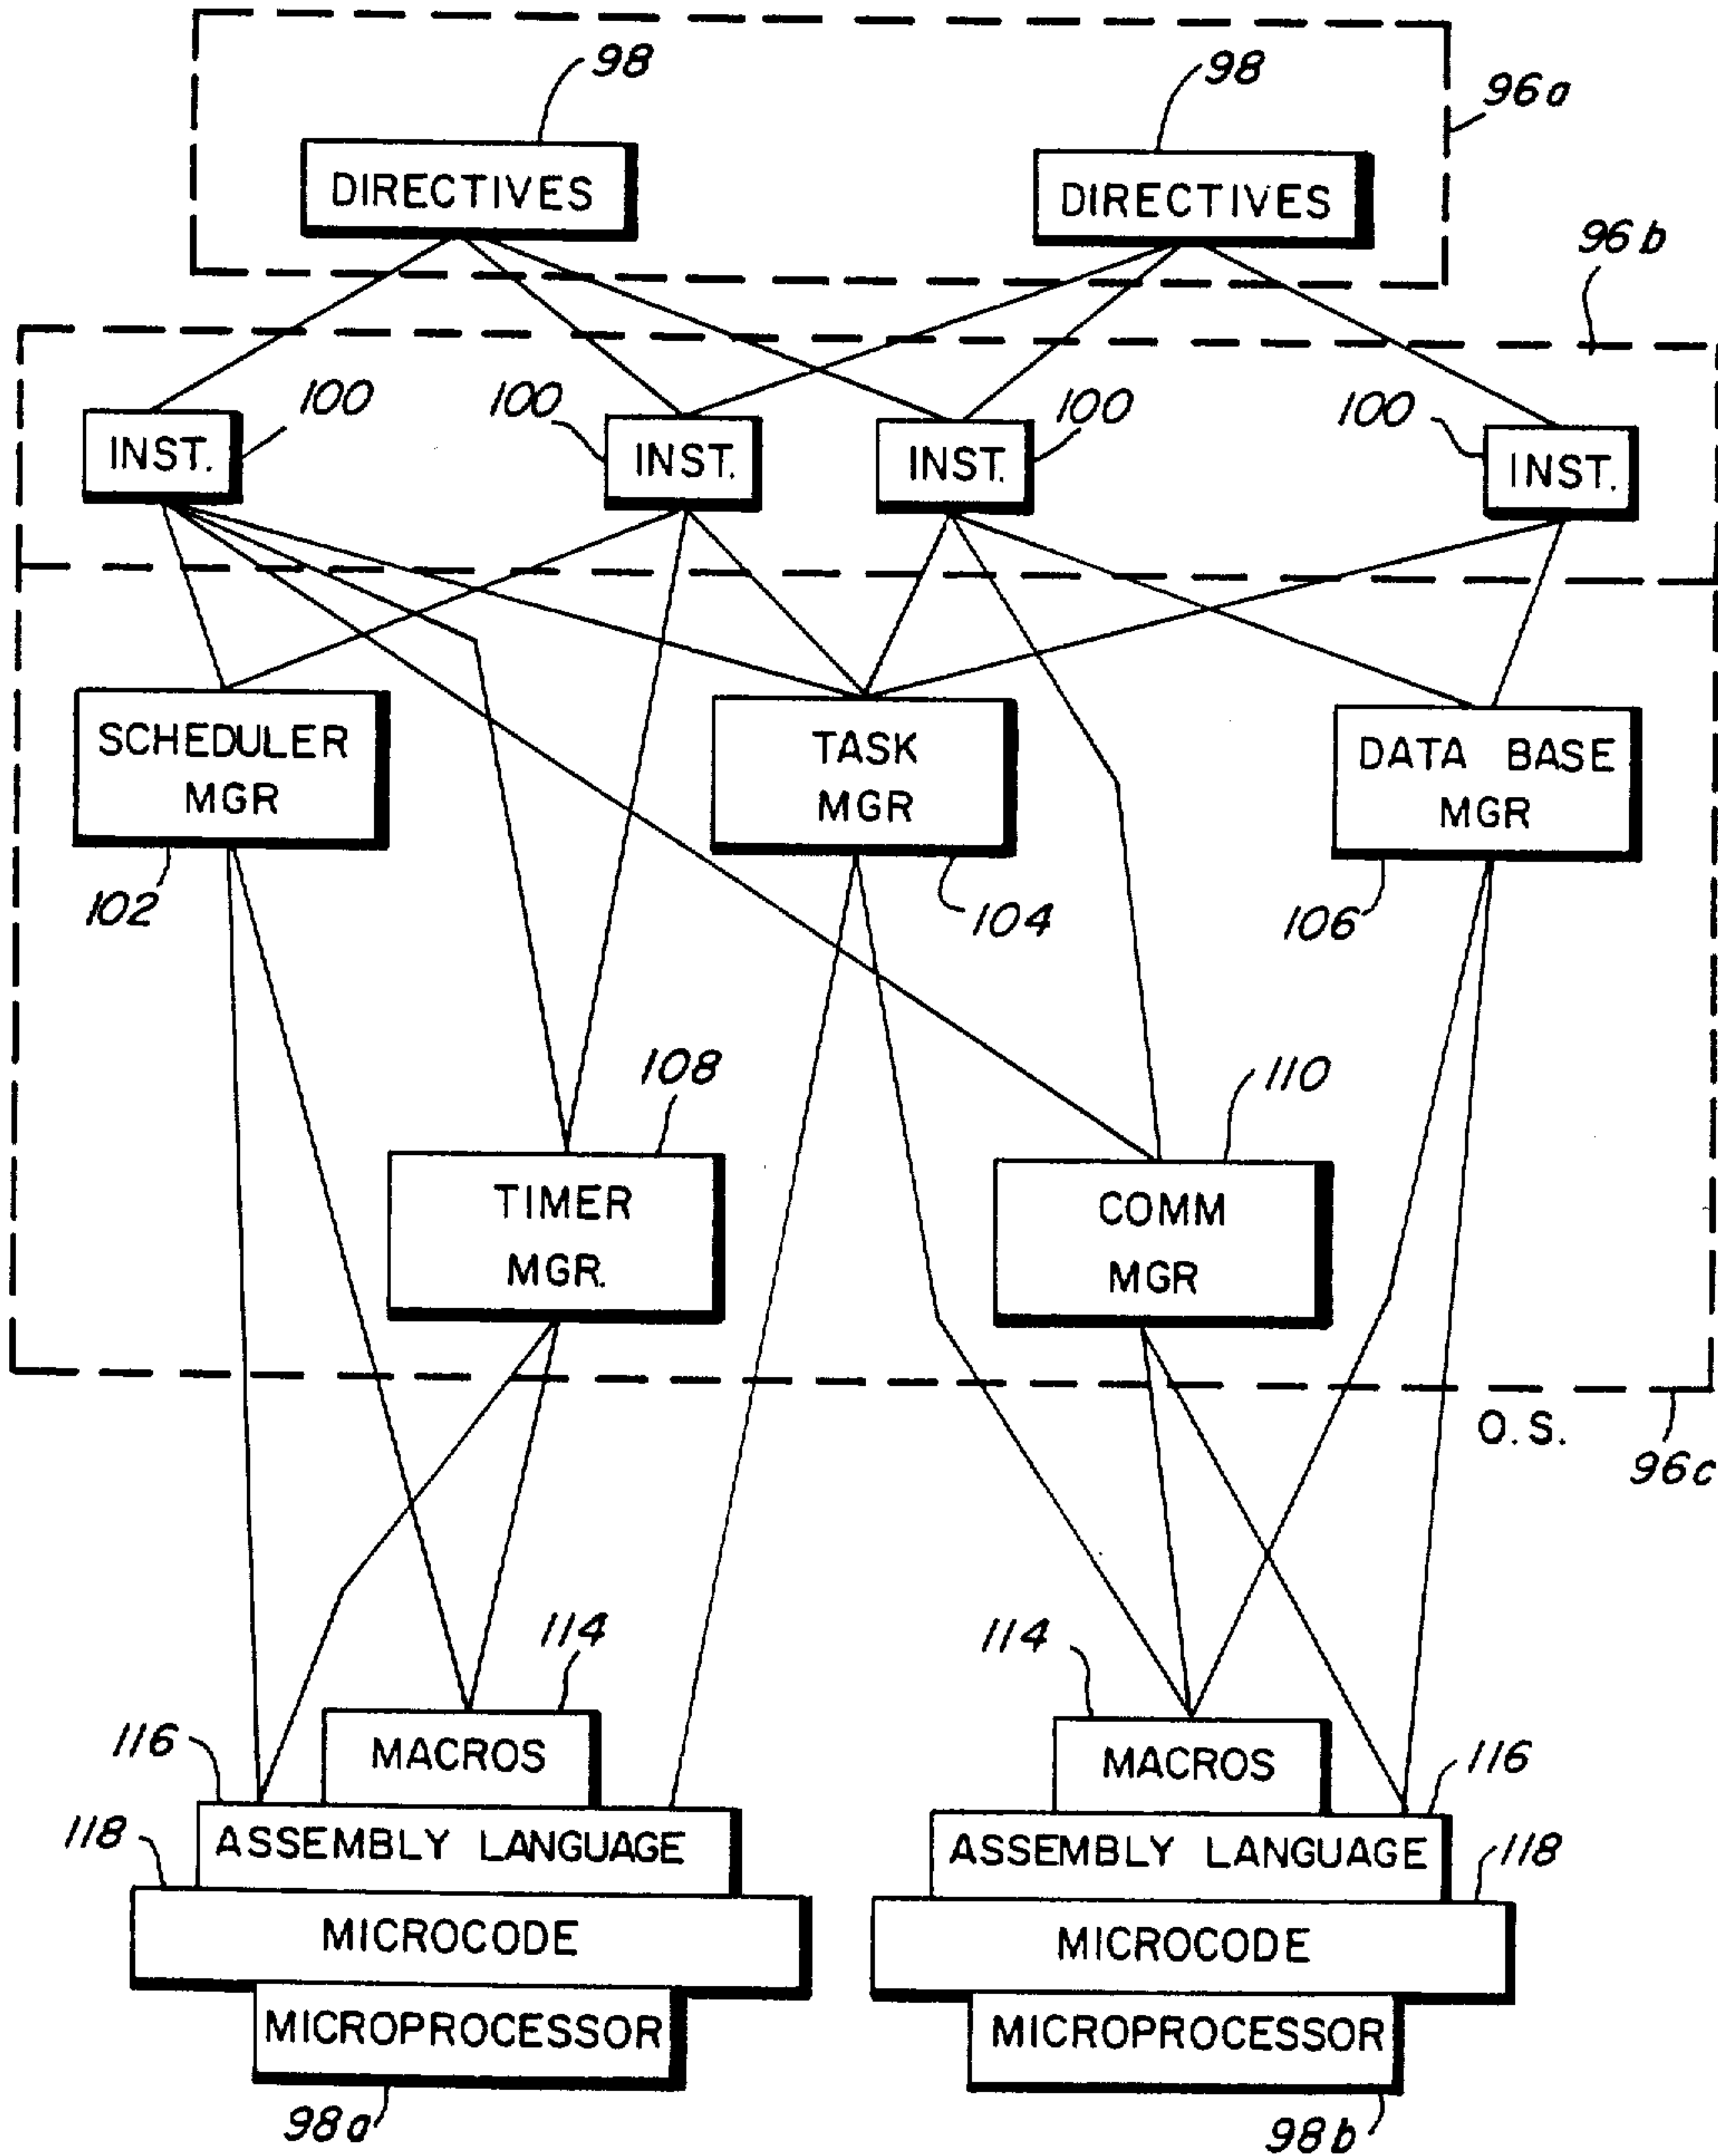 98
98
96a
DIRECTIVES
DIRECTIVES
96b
100
100
100
100
INST.
INST.
INST.
INST.
SCHEDULER
MGR
TASK
MGR
DATA BASE
MGR
102
104
106
108
110
TIMER
MGR.
COMM
MGR
O.S.
96c
114
114
116
MACROS
MACROS
116
118
ASSEMBLY LANGUAGE
ASSEMBLY LANGUAGE
118
MICROCODE
MICROCODE
MICROPROCESSOR
MICROPROCESSOR
98a
98b